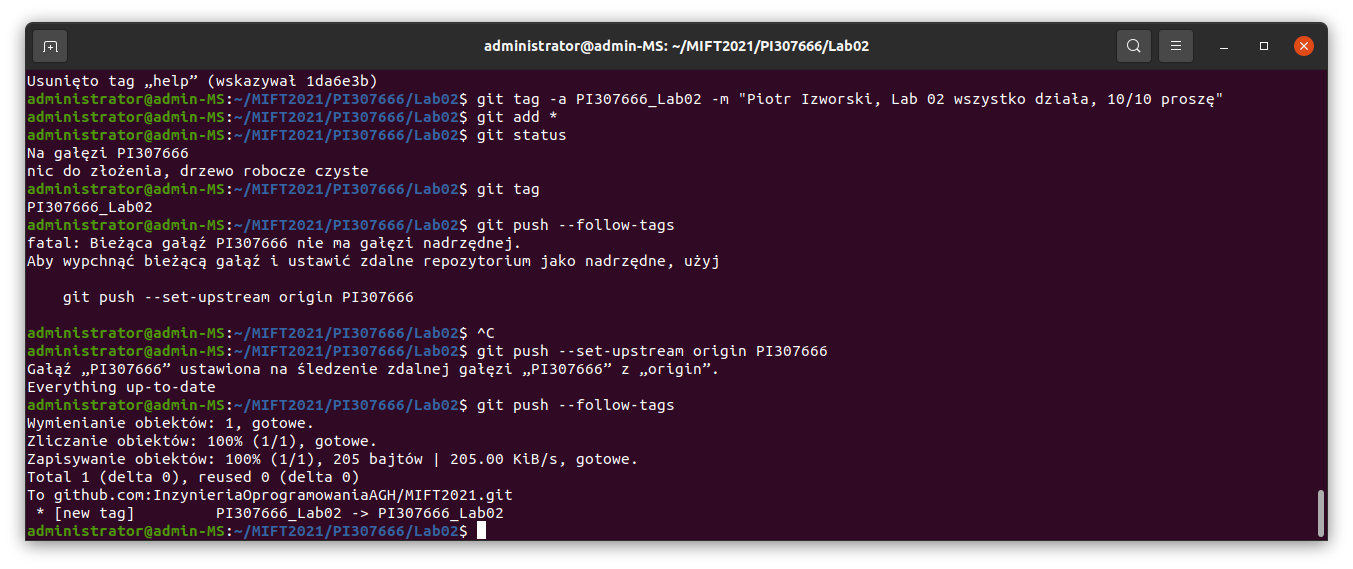 administrator@admin-MS: ~/MIFT2021/PI307666/Lab02
Usunięto tag „help” (wskazywał 1da6e3b)
administrator@admin-MS:~/MIFT2021/PI307666/Lab02$ git tag -a PI307666_Lab02 -m "Piotr Izworski, Lab 02 wszystko działa, 10/10 proszę"
administrator@admin-MS:~/MIFT2021/PI307666/Lab02$ git add *
administrator@admin-MS:~/MIFT2021/PI307666/Lab02$ git status
Na gałęzi PI307666
nic do złożenia, drzewo robocze czyste
administrator@admin-MS:~/MIFT2021/PI307666/Lab02$ git tag
PI307666_Lab02
administrator@admin-MS:~/MIFT2021/PI307666/Lab02$ git push --follow-tags
fatal: Bieżąca gałąź PI307666 nie ma gałęzi nadrzędnej.
Aby wypchnąć bieżącą gałąź i ustawić zdalne repozytorium jako nadrzędne, użyj
    git push --set-upstream origin PI307666
administrator@admin-MS:~/MIFT2021/PI307666/Lab02$ ^C
administrator@admin-MS:~/MIFT2021/PI307666/Lab02$ git push --set-upstream origin PI307666
Gałąź „PI307666” ustawiona na śledzenie zdalnej gałęzi „PI307666” z „origin”.
Everything up-to-date
administrator@admin-MS:~/MIFT2021/PI307666/Lab02$ git push --follow-tags
Wymienianie obiektów: 1, gotowe.
Zliczanie obiektów: 100% (1/1), gotowe.
Zapisywanie obiektów: 100% (1/1), 205 bajtów | 205.00 KiB/s, gotowe.
Total 1 (delta 0), reused 0 (delta 0)
To github.com:InzynieriaOprogramowaniaAGH/MIFT2021.git
 * [new tag]         PI307666_Lab02 -> PI307666_Lab02
administrator@admin-MS:~/MIFT2021/PI307666/Lab02$